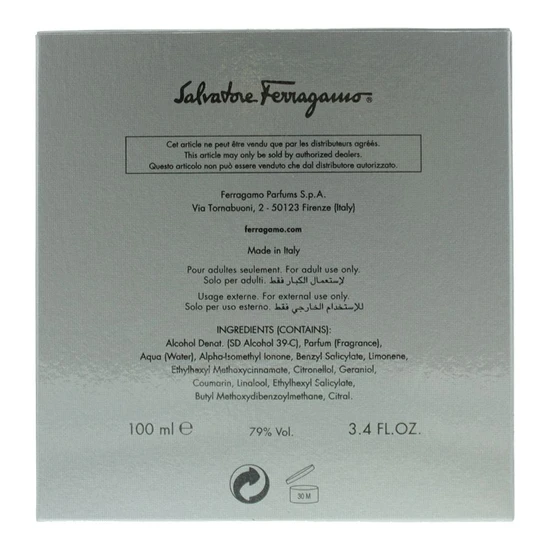 Salvatore Ferragamo®
Cet article ne peut être vendu que par les distributeurs agréés.
This article may only be sold by authorized dealers.
Questo articolo non può essere venduto che dal distributore autorizzato.
Ferragamo Parfums S.p.A.
Via Tornabuoni, 2 - 50123 Firenze (Italy)
ferragamo.com
Made in Italy
Pour adultes seulement. For adult use only.
Solo per adulti. لاستعمال الكبار فقط.
Usage externe. For external use only.
Solo per uso esterno. للإستخدام الخارجي فقط.
INGREDIENTS (CONTAINS):
Alcohol Denat. (SD Alcohol 39-C), Parfum (Fragrance),
Aqua (Water), Alpha-Isomethyl Ionone, Benzyl Salicylate, Limonene,
Ethylhexyl Methoxycinnamate, Citronellol, Geraniol,
Coumarin, Linalool, Ethylhexyl Salicylate,
Butyl Methoxydibenzoylmethane, Citral.
100 ml ℮ 79% Vol. 3.4 FL.OZ.
30 M